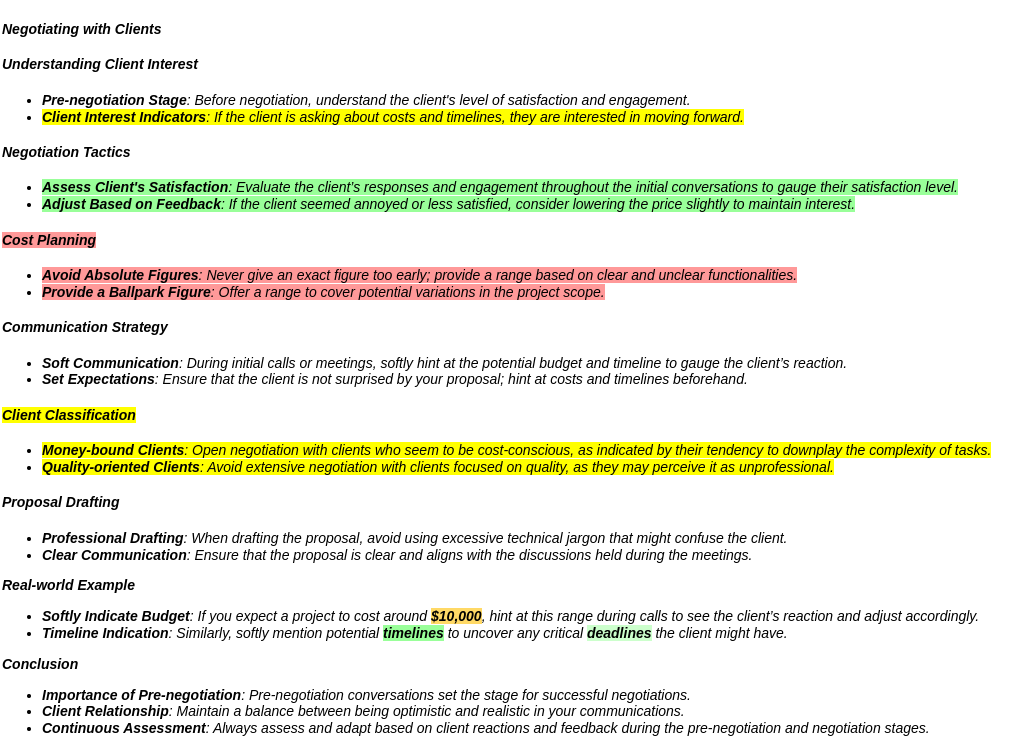 Negotiating with Clients
Understanding Client Interest
• Pre-negotiation Stage: Before negotiation, understand the client's level of satisfaction and engagement.
• Client Interest Indicators: If the client is asking about costs and timelines, they are interested in moving forward.
Negotiation Tactics
• Assess Client's Satisfaction: Evaluate the client’s responses and engagement throughout the initial conversations to gauge their satisfaction level.
• Adjust Based on Feedback: If the client seemed annoyed or less satisfied, consider lowering the price slightly to maintain interest.
Cost Planning
• Avoid Absolute Figures: Never give an exact figure too early; provide a range based on clear and unclear functionalities.
• Provide a Ballpark Figure: Offer a range to cover potential variations in the project scope.
Communication Strategy
• Soft Communication: During initial calls or meetings, softly hint at the potential budget and timeline to gauge the client’s reaction.
• Set Expectations: Ensure that the client is not surprised by your proposal; hint at costs and timelines beforehand.
Client Classification
• Money-bound Clients: Open negotiation with clients who seem to be cost-conscious, as indicated by their tendency to downplay the complexity of tasks.
• Quality-oriented Clients: Avoid extensive negotiation with clients focused on quality, as they may perceive it as unprofessional.
Proposal Drafting
• Professional Drafting: When drafting the proposal, avoid using excessive technical jargon that might confuse the client.
• Clear Communication: Ensure that the proposal is clear and aligns with the discussions held during the meetings.
Real-world Example
• Softly Indicate Budget: If you expect a project to cost around $10,000, hint at this range during calls to see the client’s reaction and adjust accordingly.
• Timeline Indication: Similarly, softly mention potential timelines to uncover any critical deadlines the client might have.
Conclusion
• Importance of Pre-negotiation: Pre-negotiation conversations set the stage for successful negotiations.
• Client Relationship: Maintain a balance between being optimistic and realistic in your communications.
• Continuous Assessment: Always assess and adapt based on client reactions and feedback during the pre-negotiation and negotiation stages.